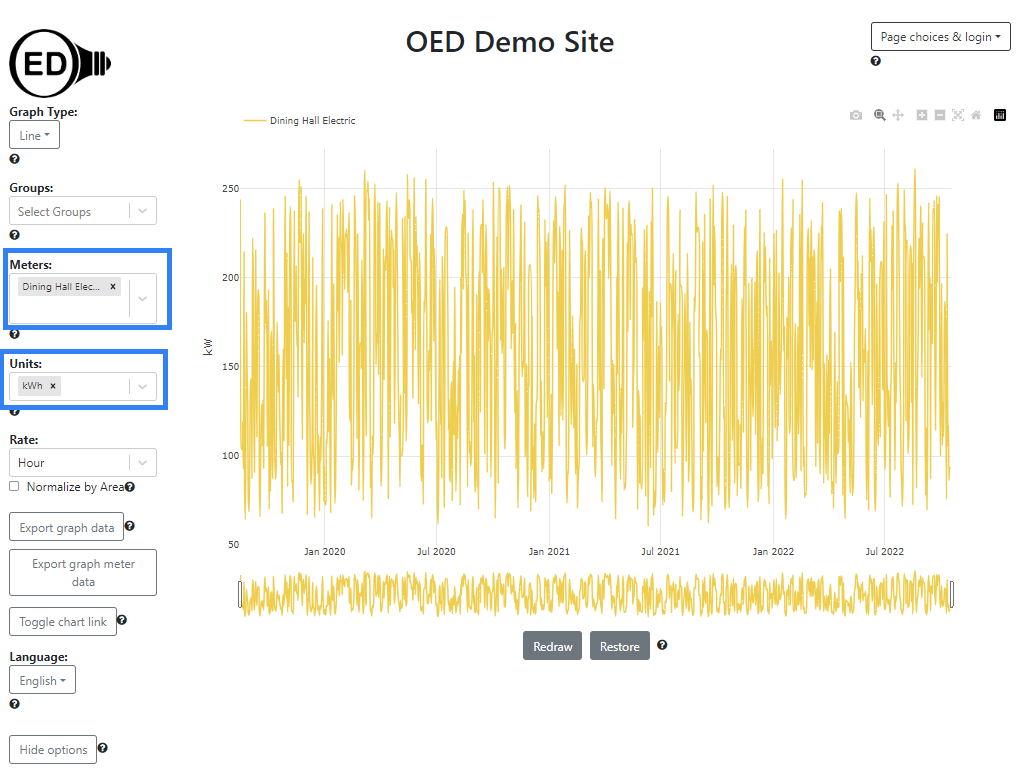 ED
OED Demo Site
Page choices & login
Graph Type:
Line
Groups:
Select Groups
Meters:
Dining Hall Elec... ×
Units:
kWh ×
Rate:
Hour
Normalize by Area
Export graph data
Export graph meter
data
Toggle chart link
Language:
English
Hide options
Dining Hall Electric
kW
250
200
150
100
50
Jan 2020
Jul 2020
Jan 2021
Jul 2021
Jan 2022
Jul 2022
Redraw
Restore